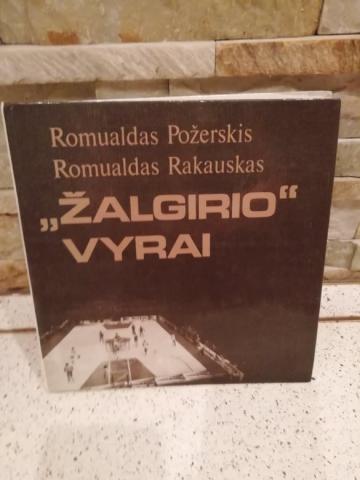 Romualdas Požerskis
Romualdas Rakauskas
„ŽALGIRIO“
VYRAI